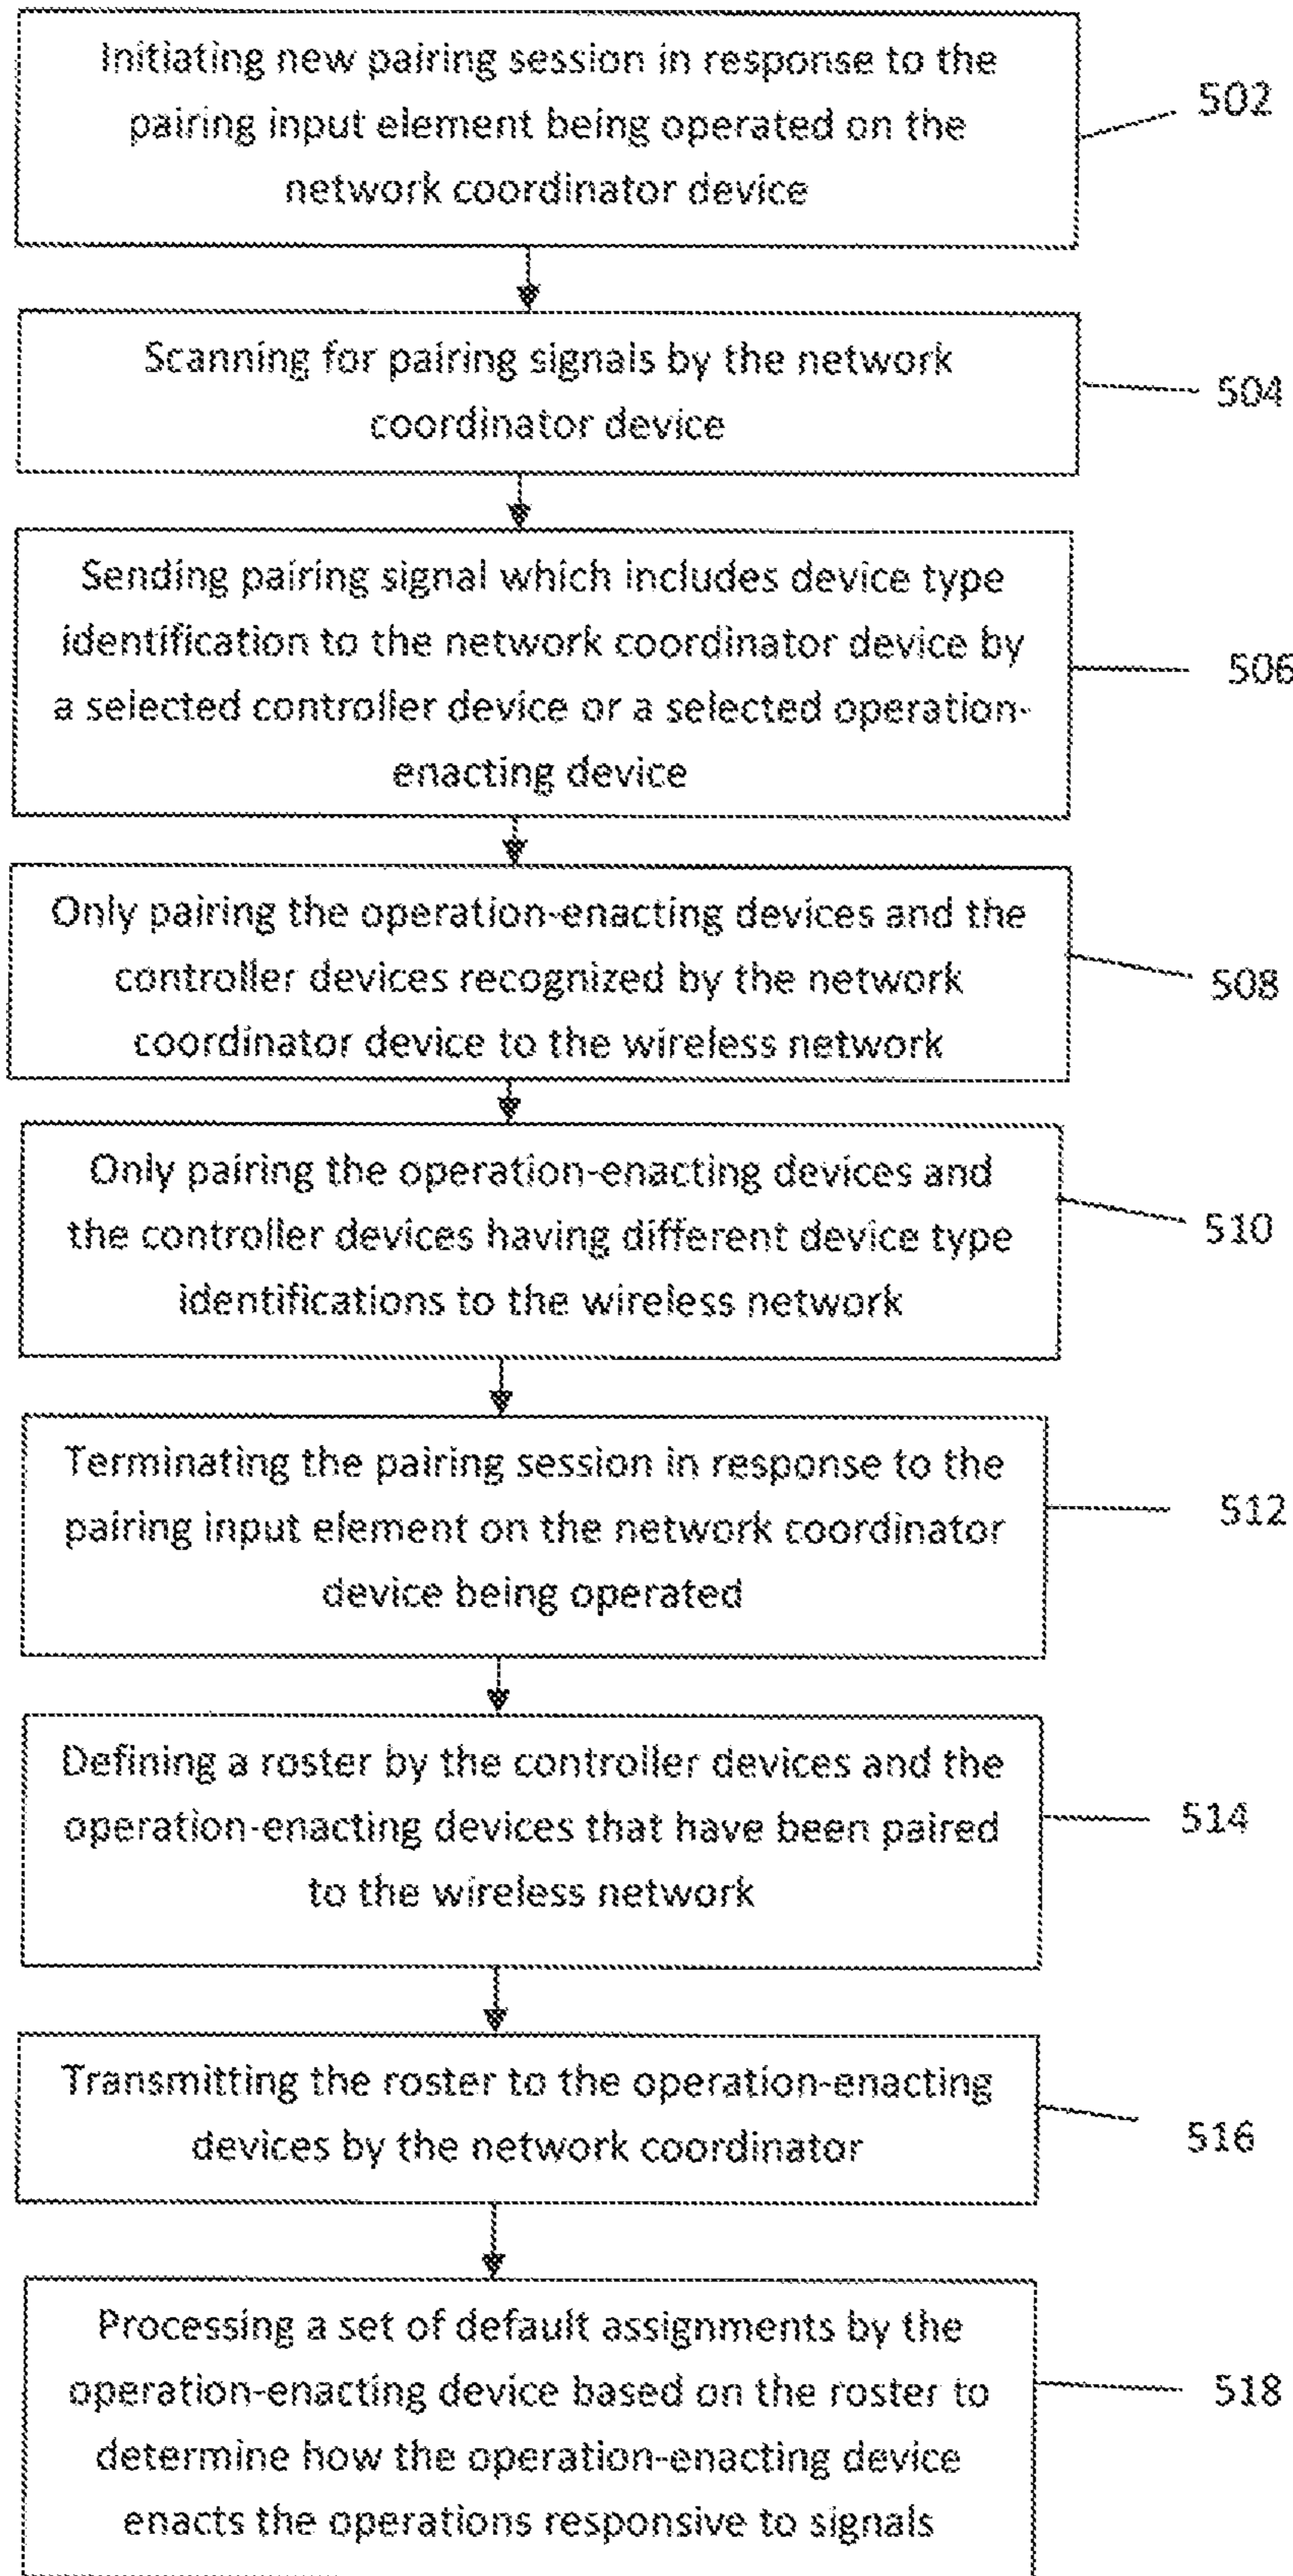 Initiating new pairing session in response to the
pairing input element being operated on the
network coordinator device
502
Scanning for pairing signals by the network
coordinator device
504
Sending pairing signal which includes device type
identification to the network coordinator device by
a selected controller device or a selected operation-
enacting device
506
Only pairing the operation-enacting devices and the
controller devices recognized by the network
coordinator device to the wireless network
508
Only pairing the operation-enacting devices and
the controller devices having different device type
identifications to the wireless network
510
Terminating the pairing session in response to the
pairing input element on the network coordinator
device being operated
512
Defining a roster by the controller devices and the
operation-enacting devices that have been paired
to the wireless network
514
Transmitting the roster to the operation-enacting
devices by the network coordinator
516
Processing a set of default assignments by the
operation-enacting device based on the roster to
determine how the operation-enacting device
enacts the operations responsive to signals
518